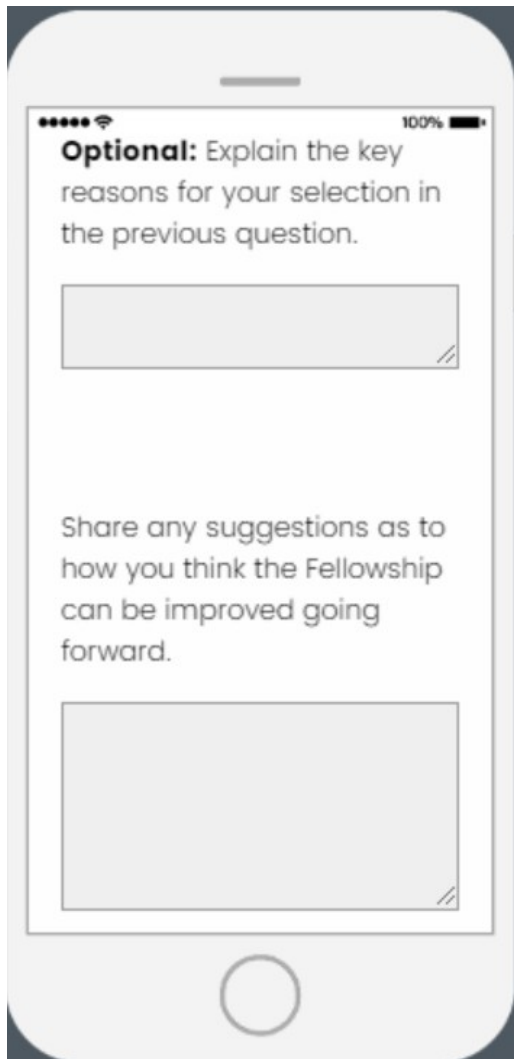 100%
Optional: Explain the key
reasons for your selection in
the previous question.
Share any suggestions as to
how you think the Fellowship
can be improved going
forward.